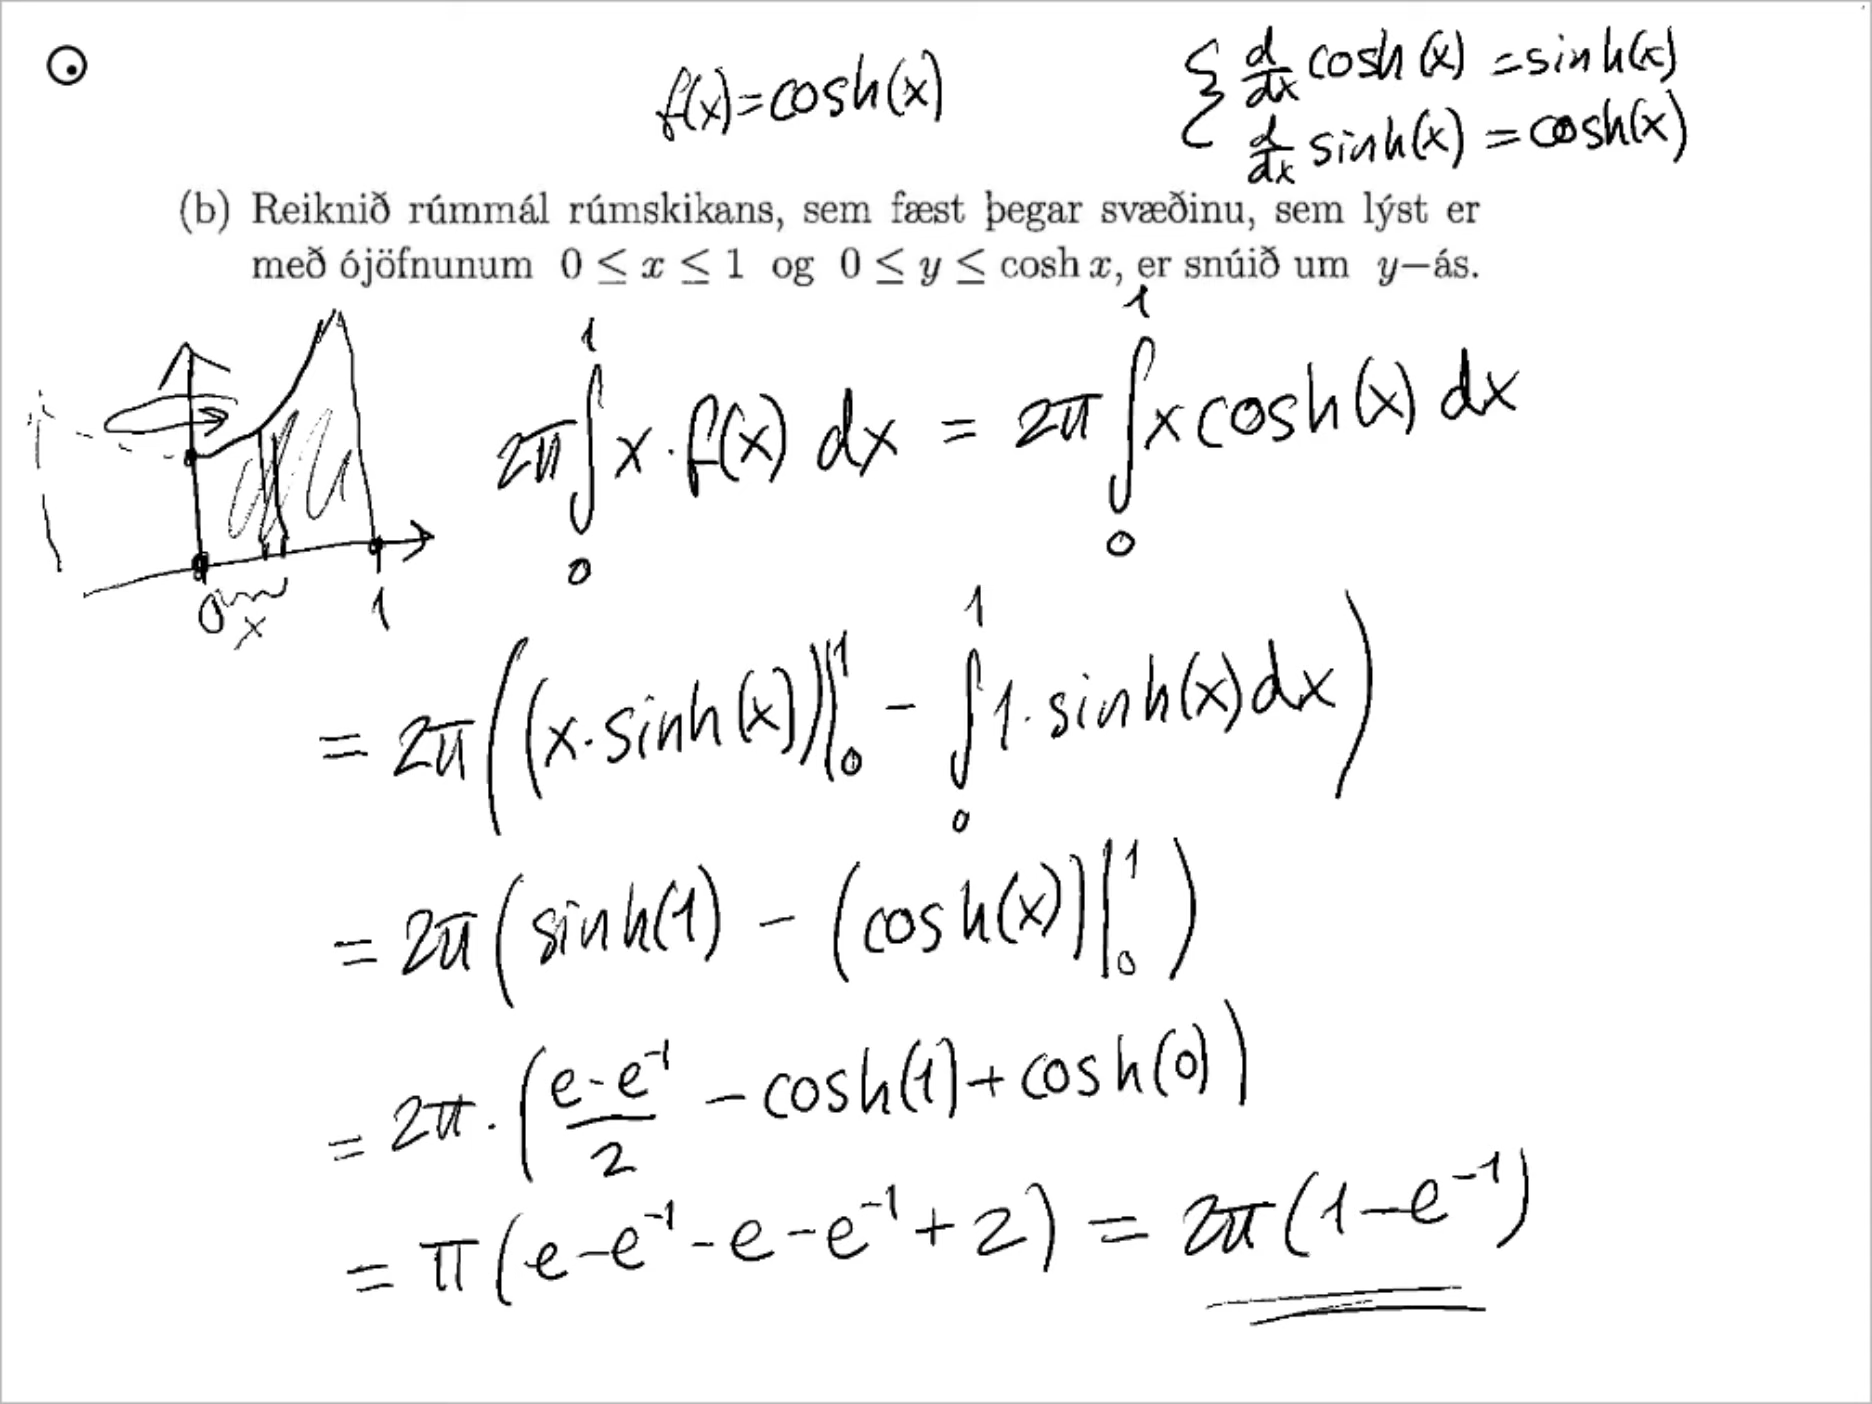 f(x)=cosh(x)
{ d/dx cosh(x) = sinh(x)
d/dx sinh(x) = cosh(x)
(b) Reiknið rúmmál rúmskikans, sem fæst þegar svæðinu, sem lýst er
með ójöfnunum 0 ≤ x ≤ 1 og 0 ≤ y ≤ cosh x, er snúið um y–ás.
0 x 1
2π ∫₀¹ x · f(x) dx = 2π ∫₀¹ x cosh(x) dx
= 2π ( (x · sinh(x))|₀¹ − ∫₀¹ 1 · sinh(x) dx )
= 2π ( sinh(1) − (cosh(x))|₀¹ )
= 2π · ( (e-e⁻¹)/2 − cosh(1) + cosh(0) )
= π ( e − e⁻¹ - e − e⁻¹ + 2 ) = 2π ( 1 − e⁻¹ )